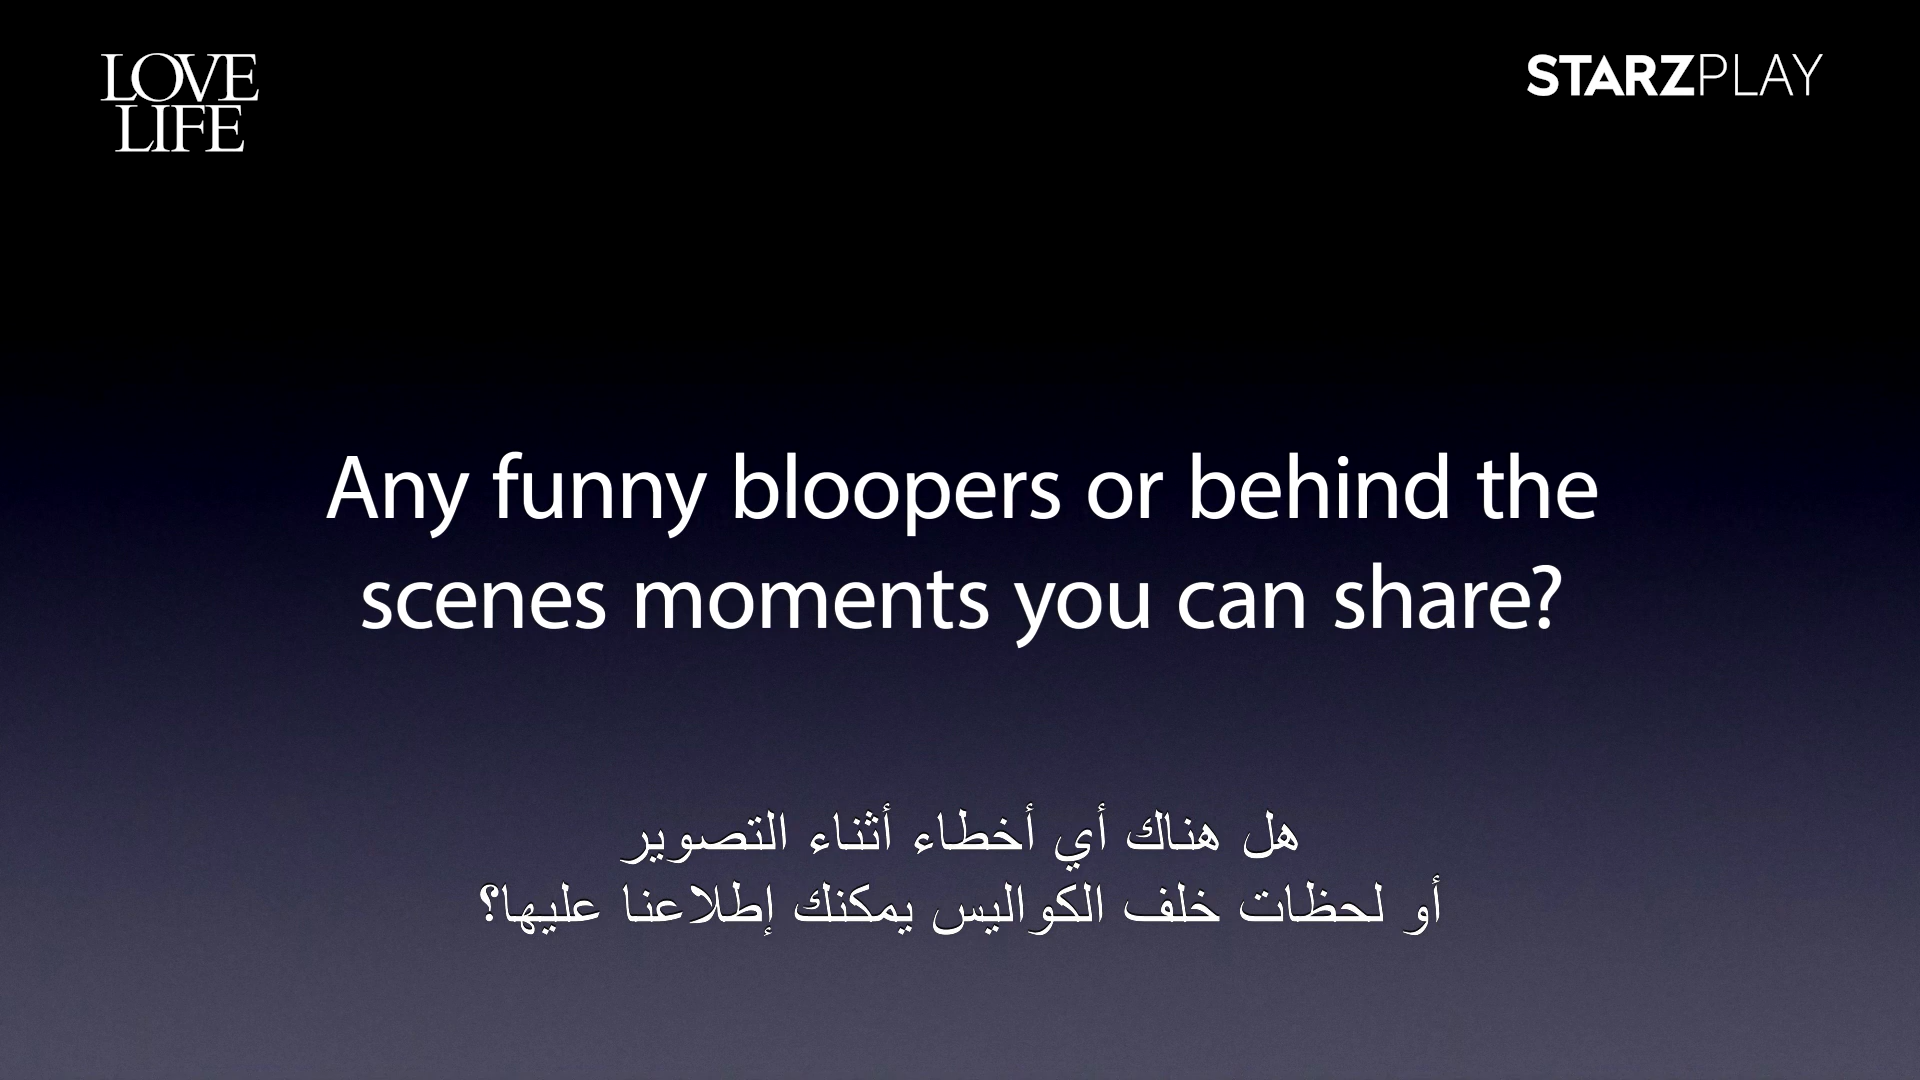 LOVE
LIFE
STARZPLAY
Any funny bloopers or behind the
scenes moments you can share?
هل هناك أي أخطاء أثناء التصوير
أو لحظات خلف الكواليس يمكنك إطلاعنا عليها؟